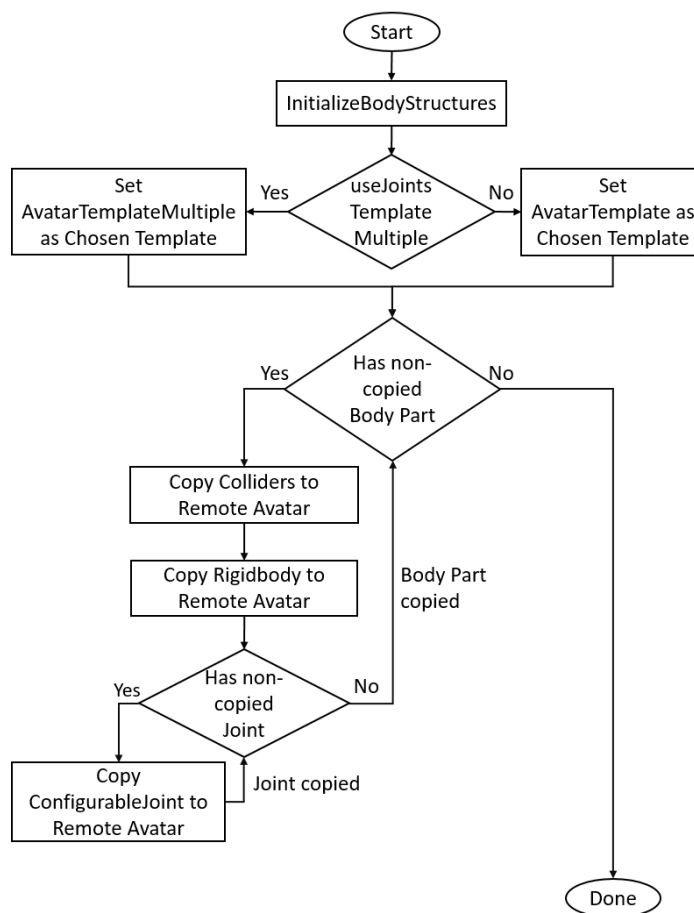 Start
InitializeBodyStructures
Set
AvatarTemplateMultiple
as Chosen Template
Yes
useJoints
Template
Multiple
No
Set
AvatarTemplate as
Chosen Template
Yes
Has non-
copied
Body Part
No
Copy Colliders to
Remote Avatar
Copy Rigidbody to
Remote Avatar
Body Part
copied
Yes
Has non-
copied
Joint
No
Copy
ConfigurableJoint to
Remote Avatar
Joint copied
Done